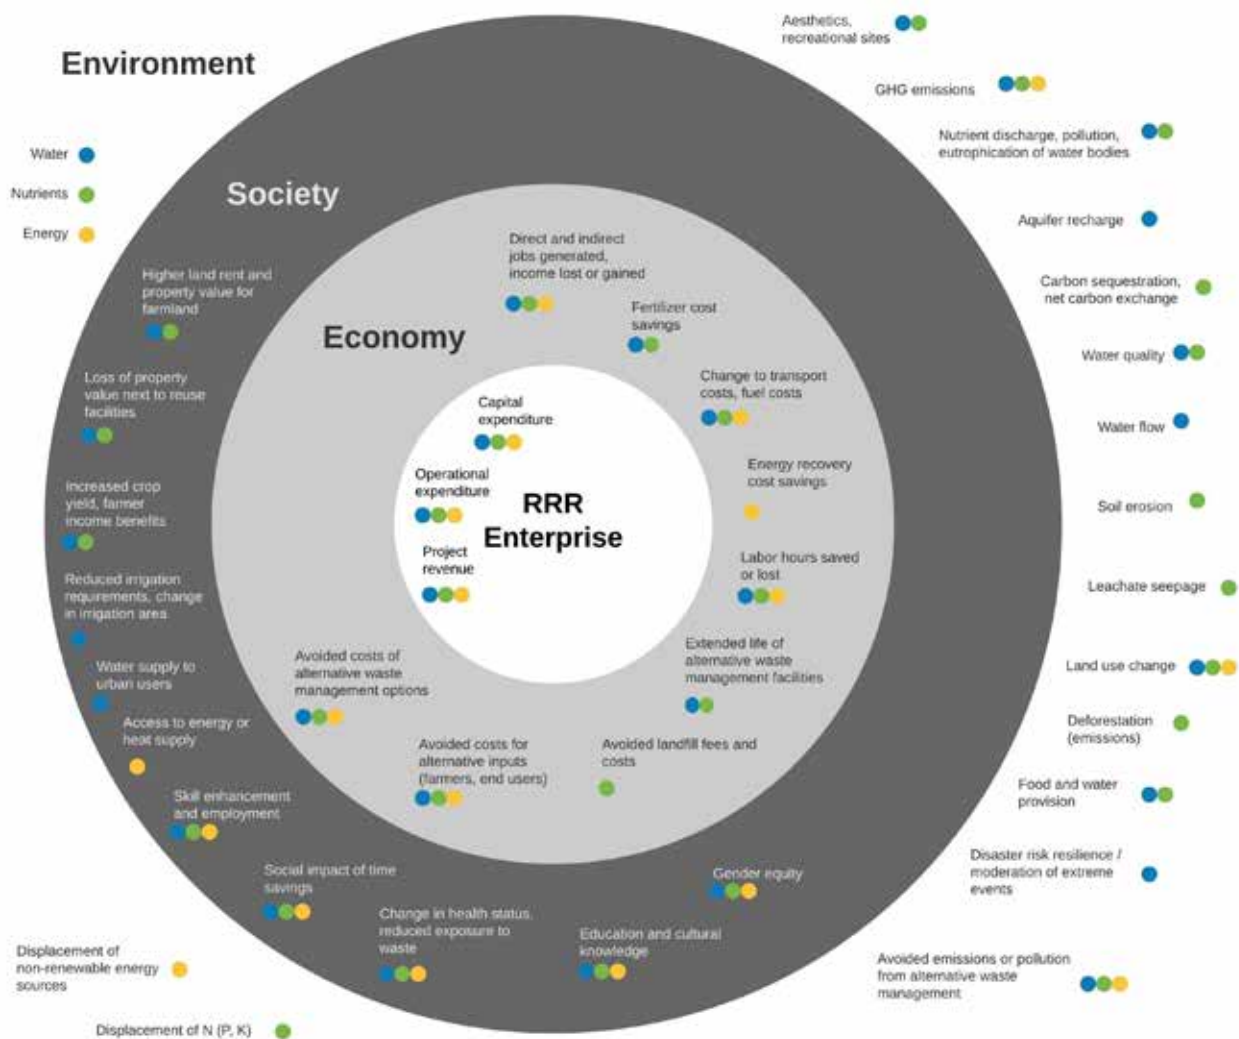 Environment
Water
Nutrients
Energy
Society
Higher land rent and
property value for
farmland
Loss of property
value next to reuse
facilities
Increased crop
yield, farmer
income benefits
Reduced irrigation
requirements, change
in irrigation area
Water supply to
urban users
Access to energy or
heat supply
Skill enhancement
and employment
Social impact of time
savings
Change in health status,
reduced exposure to
waste
Education and cultural
knowledge
Gender equity
Economy
Direct and indirect
jobs generated,
income lost or gained
Fertilizer cost
savings
Change to transport
costs, fuel costs
Energy recovery
cost savings
Labor hours saved
or lost
Extended life of
alternative waste
management facilities
Avoided landfill fees and
costs
Avoided costs for
alternative inputs
(farmers, end users)
Avoided costs of
alternative waste
management options
Capital
expenditure
Operational
expenditure
Project
revenue
RRR
Enterprise
Aesthetics,
recreational sites
GHG emissions
Nutrient discharge, pollution,
eutrophication of water bodies
Aquifer recharge
Carbon sequestration,
net carbon exchange
Water quality
Water flow
Soil erosion
Leachate seepage
Land use change
Deforestation
(emissions)
Food and water
provision
Disaster risk resilience /
moderation of extreme
events
Avoided emissions or pollution
from alternative waste
management
Displacement of
non-renewable energy
sources
Displacement of N (P, K)